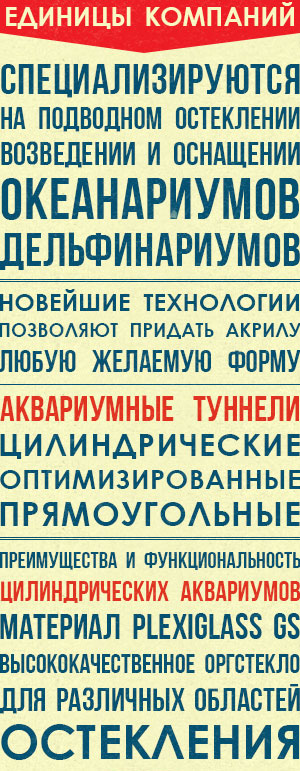 ЕДИНИЦЫ КОМПАНИЙ
СПЕЦИАЛИЗИРУЮТСЯ
НА ПОДВОДНОМ ОСТЕКЛЕНИИ
ВОЗВЕДЕНИИ И ОСНАЩЕНИИ
ОКЕАНАРИУМОВ
ДЕЛЬФИНАРИУМОВ
НОВЕЙШИЕ ТЕХНОЛОГИИ
ПОЗВОЛЯЮТ ПРИДАТЬ АКРИЛУ
ЛЮБУЮ ЖЕЛАЕМУЮ ФОРМУ
АКВАРИУМНЫЕ ТУННЕЛИ
ЦИЛИНДРИЧЕСКИЕ
ОПТИМИЗИРОВАННЫЕ
ПРЯМОУГОЛЬНЫЕ
ПРЕИМУЩЕСТВА И ФУНКЦИОНАЛЬНОСТЬ
ЦИЛИНДРИЧЕСКИХ АКВАРИУМОВ
МАТЕРИАЛ PLEXIGLASS GS
ВЫСОКОКАЧЕСТВЕННОЕ ОРГСТЕКЛО
ДЛЯ РАЗЛИЧНЫХ ОБЛАСТЕЙ
ОСТЕКЛЕНИЯ